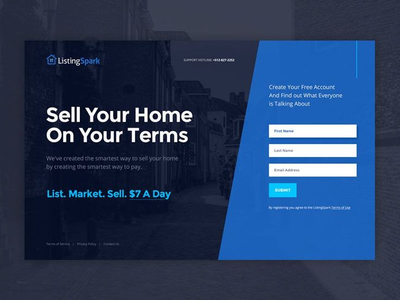 ListingSpark
SUPPORT HOTLINE: +512-827-3252
Sell Your Home
On Your Terms
We've created the smartest way to sell your home
by creating the smartest way to pay.
List. Market. Sell. $7 A Day
Terms of Service | Privacy Policy | Contact Us
Create Your Free Account
And Find out What Everyone
is Talking About
First Name
Last Name
Email Address
SUBMIT
By registering you agree to the ListingSpark Terms of Use